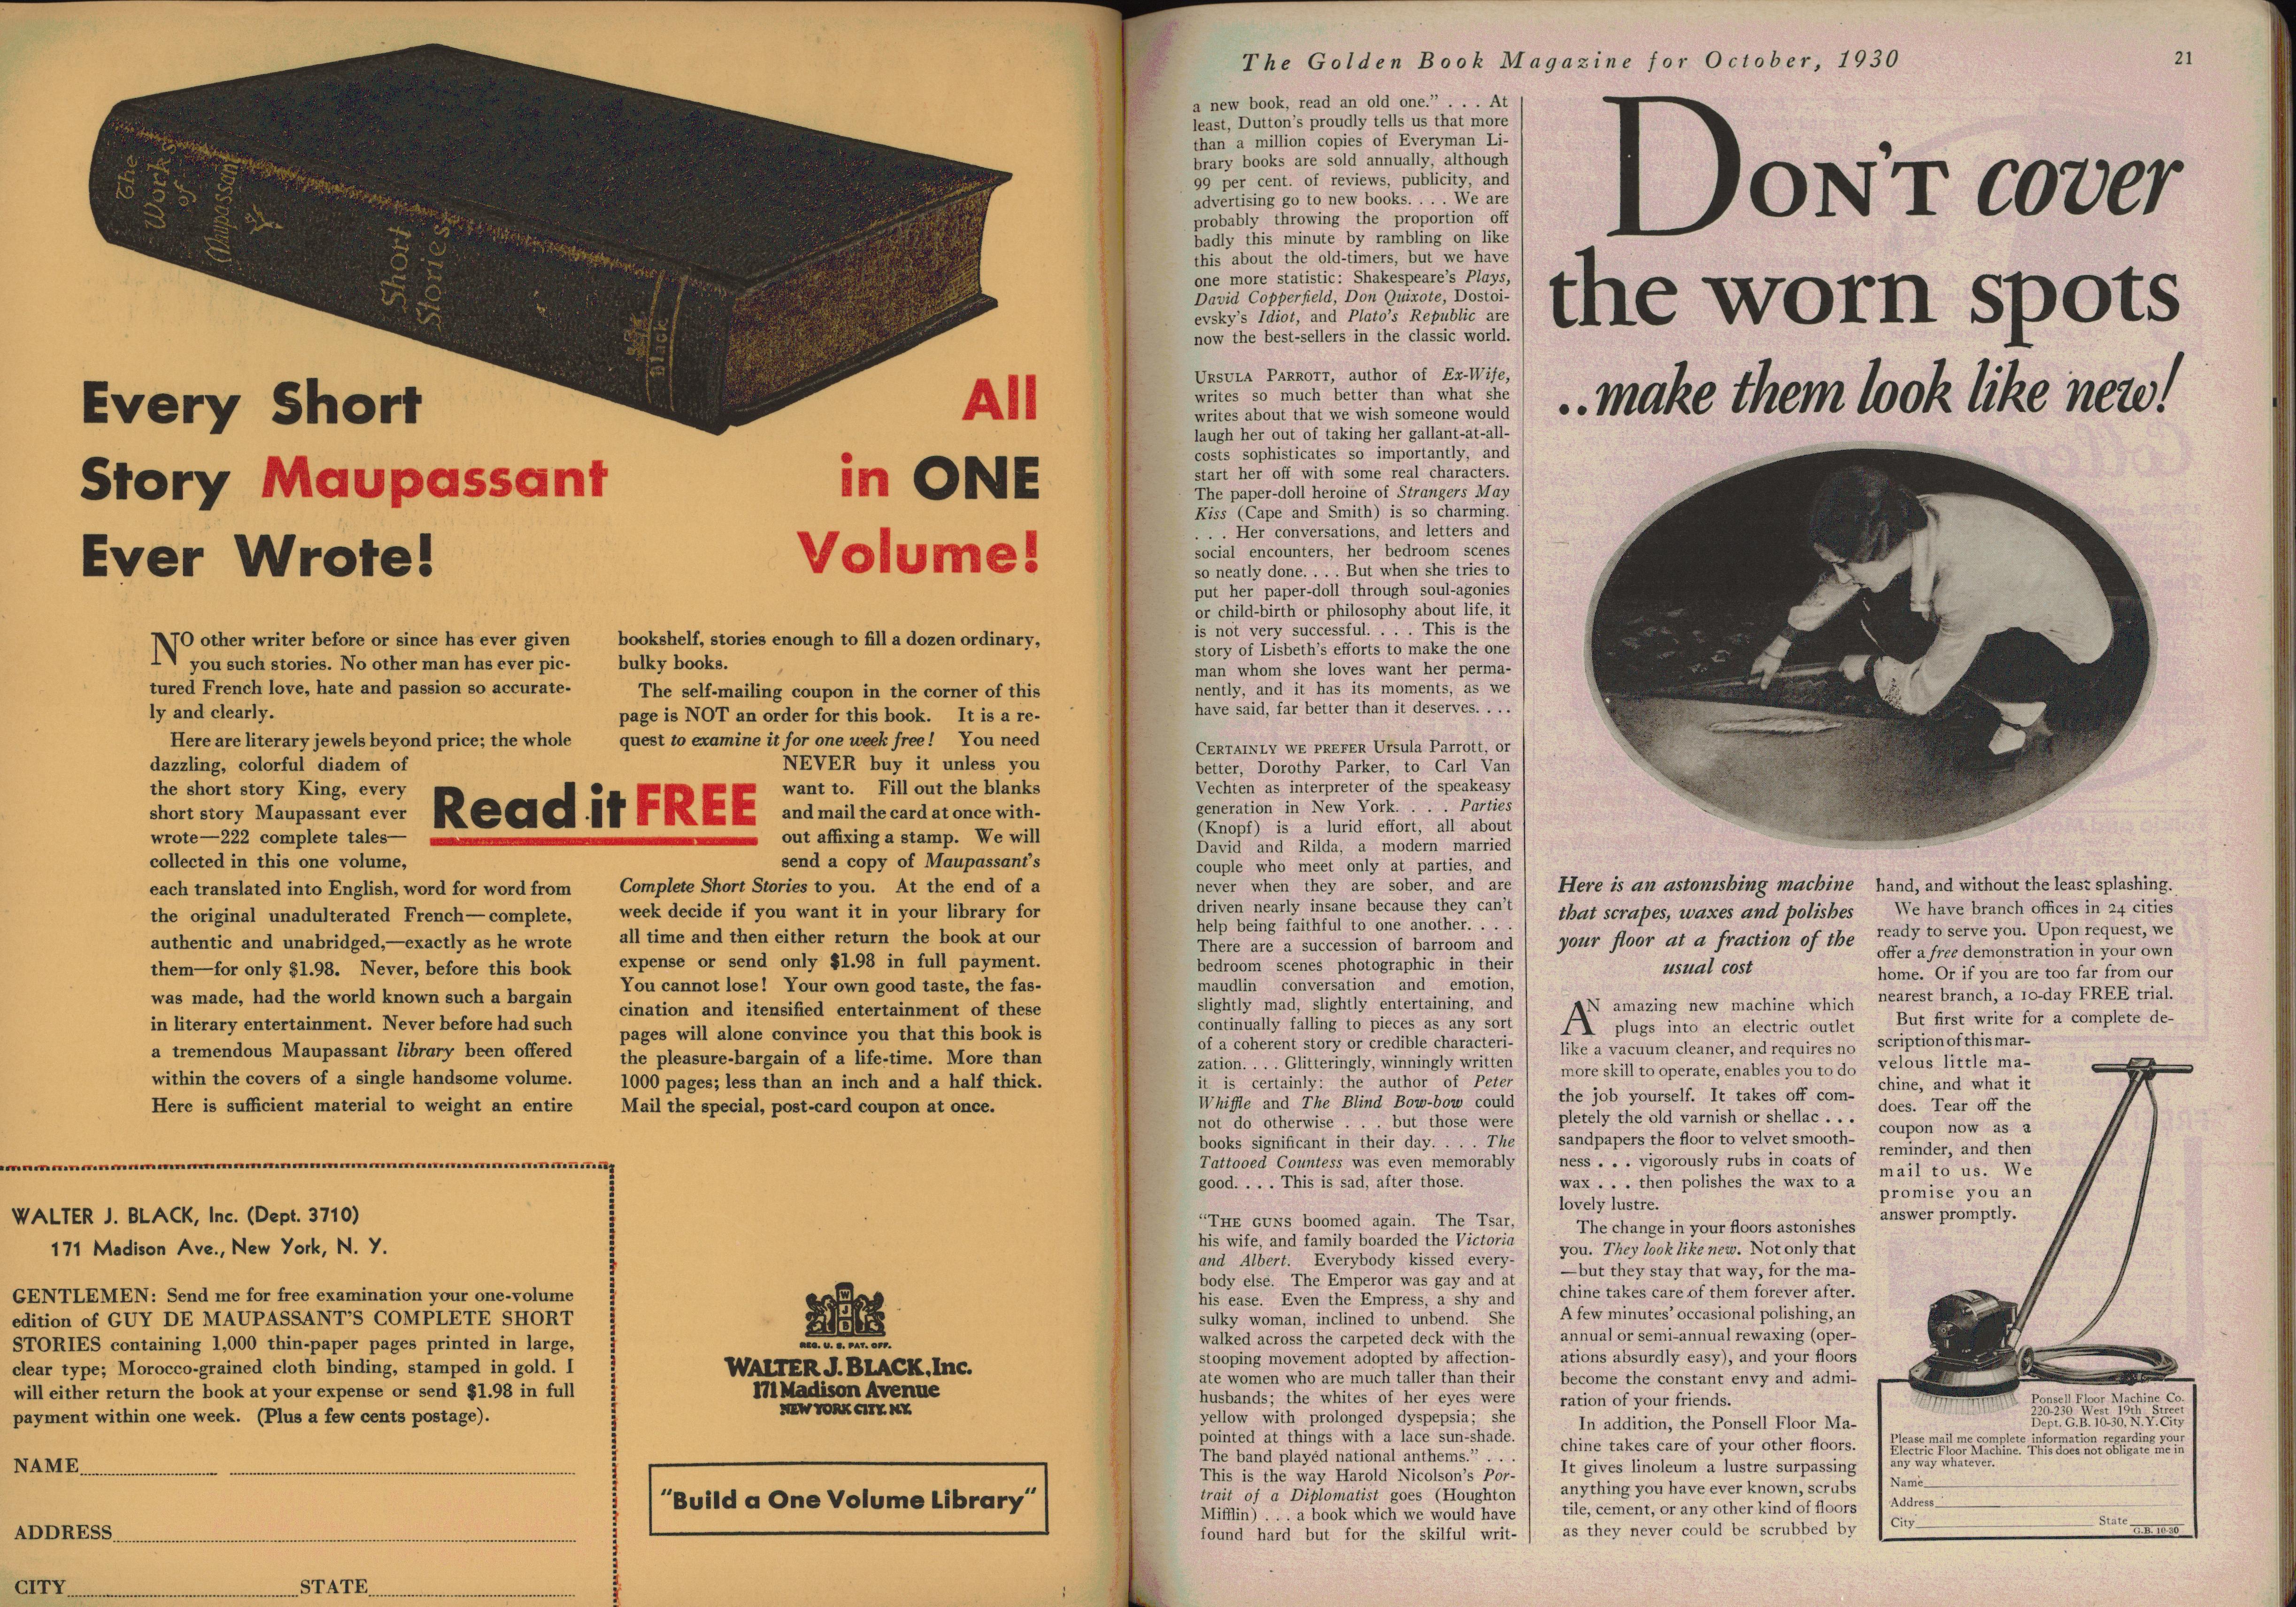 The
Works
of
Maupassant
Short
Stories
Black
Every Short
Story Maupassant
Ever Wrote!
All
in ONE
Volume!
NO other writer before or since has ever given
you such stories. No other man has ever pic-
tured French love, hate and passion so accurate-
ly and clearly.
Here are literary jewels beyond price; the whole
dazzling, colorful diadem of
the short story King, every
short story Maupassant ever
wrote—222 complete tales—
collected in this one volume,
each translated into English, word for word from
the original unadulterated French—complete,
authentic and unabridged,—exactly as he wrote
them—for only $1.98. Never, before this book
was made, had the world known such a bargain
in literary entertainment. Never before had such
a tremendous Maupassant library been offered
within the covers of a single handsome volume.
Here is sufficient material to weight an entire
Read it FREE
bookshelf, stories enough to fill a dozen ordinary,
bulky books.
The self-mailing coupon in the corner of this
page is NOT an order for this book. It is a re-
quest to examine it for one week free! You need
NEVER buy it unless you
want to. Fill out the blanks
and mail the card at once with-
out affixing a stamp. We will
send a copy of Maupassant's
Complete Short Stories to you. At the end of a
week decide if you want it in your library for
all time and then either return the book at our
expense or send only $1.98 in full payment.
You cannot lose! Your own good taste, the fas-
cination and itensified entertainment of these
pages will alone convince you that this book is
the pleasure-bargain of a life-time. More than
1000 pages; less than an inch and a half thick.
Mail the special, post-card coupon at once.
WALTER J. BLACK, Inc. (Dept. 3710)
171 Madison Ave., New York, N. Y.
GENTLEMEN: Send me for free examination your one-volume
edition of GUY DE MAUPASSANT'S COMPLETE SHORT
STORIES containing 1,000 thin-paper pages printed in large,
clear type; Morocco-grained cloth binding, stamped in gold. I
will either return the book at your expense or send $1.98 in full
payment within one week. (Plus a few cents postage).
NAME
ADDRESS
CITY STATE
W
J
B
REG. U. S. PAT. OFF.
WALTER J. BLACK, Inc.
171 Madison Avenue
NEW YORK CITY, N.Y.
"Build a One Volume Library"
The Golden Book Magazine for October, 1930 21
a new book, read an old one." . . . At
least, Dutton's proudly tells us that more
than a million copies of Everyman Li-
brary books are sold annually, although
99 per cent. of reviews, publicity, and
advertising go to new books. . . . We are
probably throwing the proportion off
badly this minute by rambling on like
this about the old-timers, but we have
one more statistic: Shakespeare's Plays,
David Copperfield, Don Quixote, Dostoi-
evsky's Idiot, and Plato's Republic are
now the best-sellers in the classic world.
URSULA PARROTT, author of Ex-Wife,
writes so much better than what she
writes about that we wish someone would
laugh her out of taking her gallant-at-all-
costs sophisticates so importantly, and
start her off with some real characters.
The paper-doll heroine of Strangers May
Kiss (Cape and Smith) is so charming.
. . . Her conversations, and letters and
social encounters, her bedroom scenes
so neatly done. . . . But when she tries to
put her paper-doll through soul-agonies
or child-birth or philosophy about life, it
is not very successful. . . . This is the
story of Lisbeth's efforts to make the one
man whom she loves want her perma-
nently, and it has its moments, as we
have said, far better than it deserves. . . .
CERTAINLY WE PREFER Ursula Parrott, or
better, Dorothy Parker, to Carl Van
Vechten as interpreter of the speakeasy
generation in New York. . . . Parties
(Knopf) is a lurid effort, all about
David and Rilda, a modern married
couple who meet only at parties, and
never when they are sober, and are
driven nearly insane because they can't
help being faithful to one another. . . .
There are a succession of barroom and
bedroom scenes photographic in their
maudlin conversation and emotion,
slightly mad, slightly entertaining, and
continually falling to pieces as any sort
of a coherent story or credible characteri-
zation. . . . Glitteringly, winningly written
it is certainly: the author of Peter
Whiffle and The Blind Bow-bow could
not do otherwise . . . but those were
books significant in their day. . . . The
Tattooed Countess was even memorably
good. . . . This is sad, after those.
"THE GUNS boomed again. The Tsar,
his wife, and family boarded the Victoria
and Albert. Everybody kissed every-
body else. The Emperor was gay and at
his ease. Even the Empress, a shy and
sulky woman, inclined to unbend. She
walked across the carpeted deck with the
stooping movement adopted by affection-
ate women who are much taller than their
husbands; the whites of her eyes were
yellow with prolonged dyspepsia; she
pointed at things with a lace sun-shade.
The band played national anthems." . . .
This is the way Harold Nicolson's Por-
trait of a Diplomatist goes (Houghton
Mifflin) . . . a book which we would have
found hard but for the skilful writ-
DON'T cover
the worn spots
..make them look like new!
Here is an astonishing machine
that scrapes, waxes and polishes
your floor at a fraction of the
usual cost
AN amazing new machine which
plugs into an electric outlet
like a vacuum cleaner, and requires no
more skill to operate, enables you to do
the job yourself. It takes off com-
pletely the old varnish or shellac . . .
sandpapers the floor to velvet smooth-
ness . . . vigorously rubs in coats of
wax . . . then polishes the wax to a
lovely lustre.
The change in your floors astonishes
you. They look like new. Not only that
—but they stay that way, for the ma-
chine takes care of them forever after.
A few minutes' occasional polishing, an
annual or semi-annual rewaxing (oper-
ations absurdly easy), and your floors
become the constant envy and admi-
ration of your friends.
In addition, the Ponsell Floor Ma-
chine takes care of your other floors.
It gives linoleum a lustre surpassing
anything you have ever known, scrubs
tile, cement, or any other kind of floors
as they never could be scrubbed by
hand, and without the least splashing.
We have branch offices in 24 cities
ready to serve you. Upon request, we
offer a free demonstration in your own
home. Or if you are too far from our
nearest branch, a 10-day FREE trial.
But first write for a complete de-
scription of this mar-
velous little ma-
chine, and what it
does. Tear off the
coupon now as a
reminder, and then
mail to us. We
promise you an
answer promptly.
Ponsell Floor Machine Co.
220-230 West 19th Street
Dept. G.B. 10-30, N.Y.City
Please mail me complete information regarding your
Electric Floor Machine. This does not obligate me in
any way whatever.
Name
Address
City State
G.B. 10-30